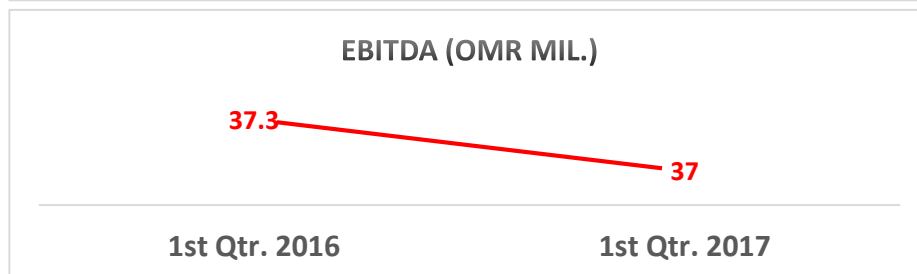 EBITDA (OMR MIL.)
37.3
37
1st Qtr. 2016
1st Qtr. 2017